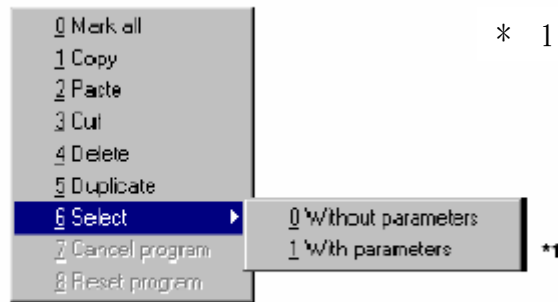 0 Mark all
* 1
1 Copy
2 Paste
3 Cut
4 Delete
5 Duplicate
6 Select
0 Without parameters
7 Cancel program
1 With parameters
*1
8 Reset program